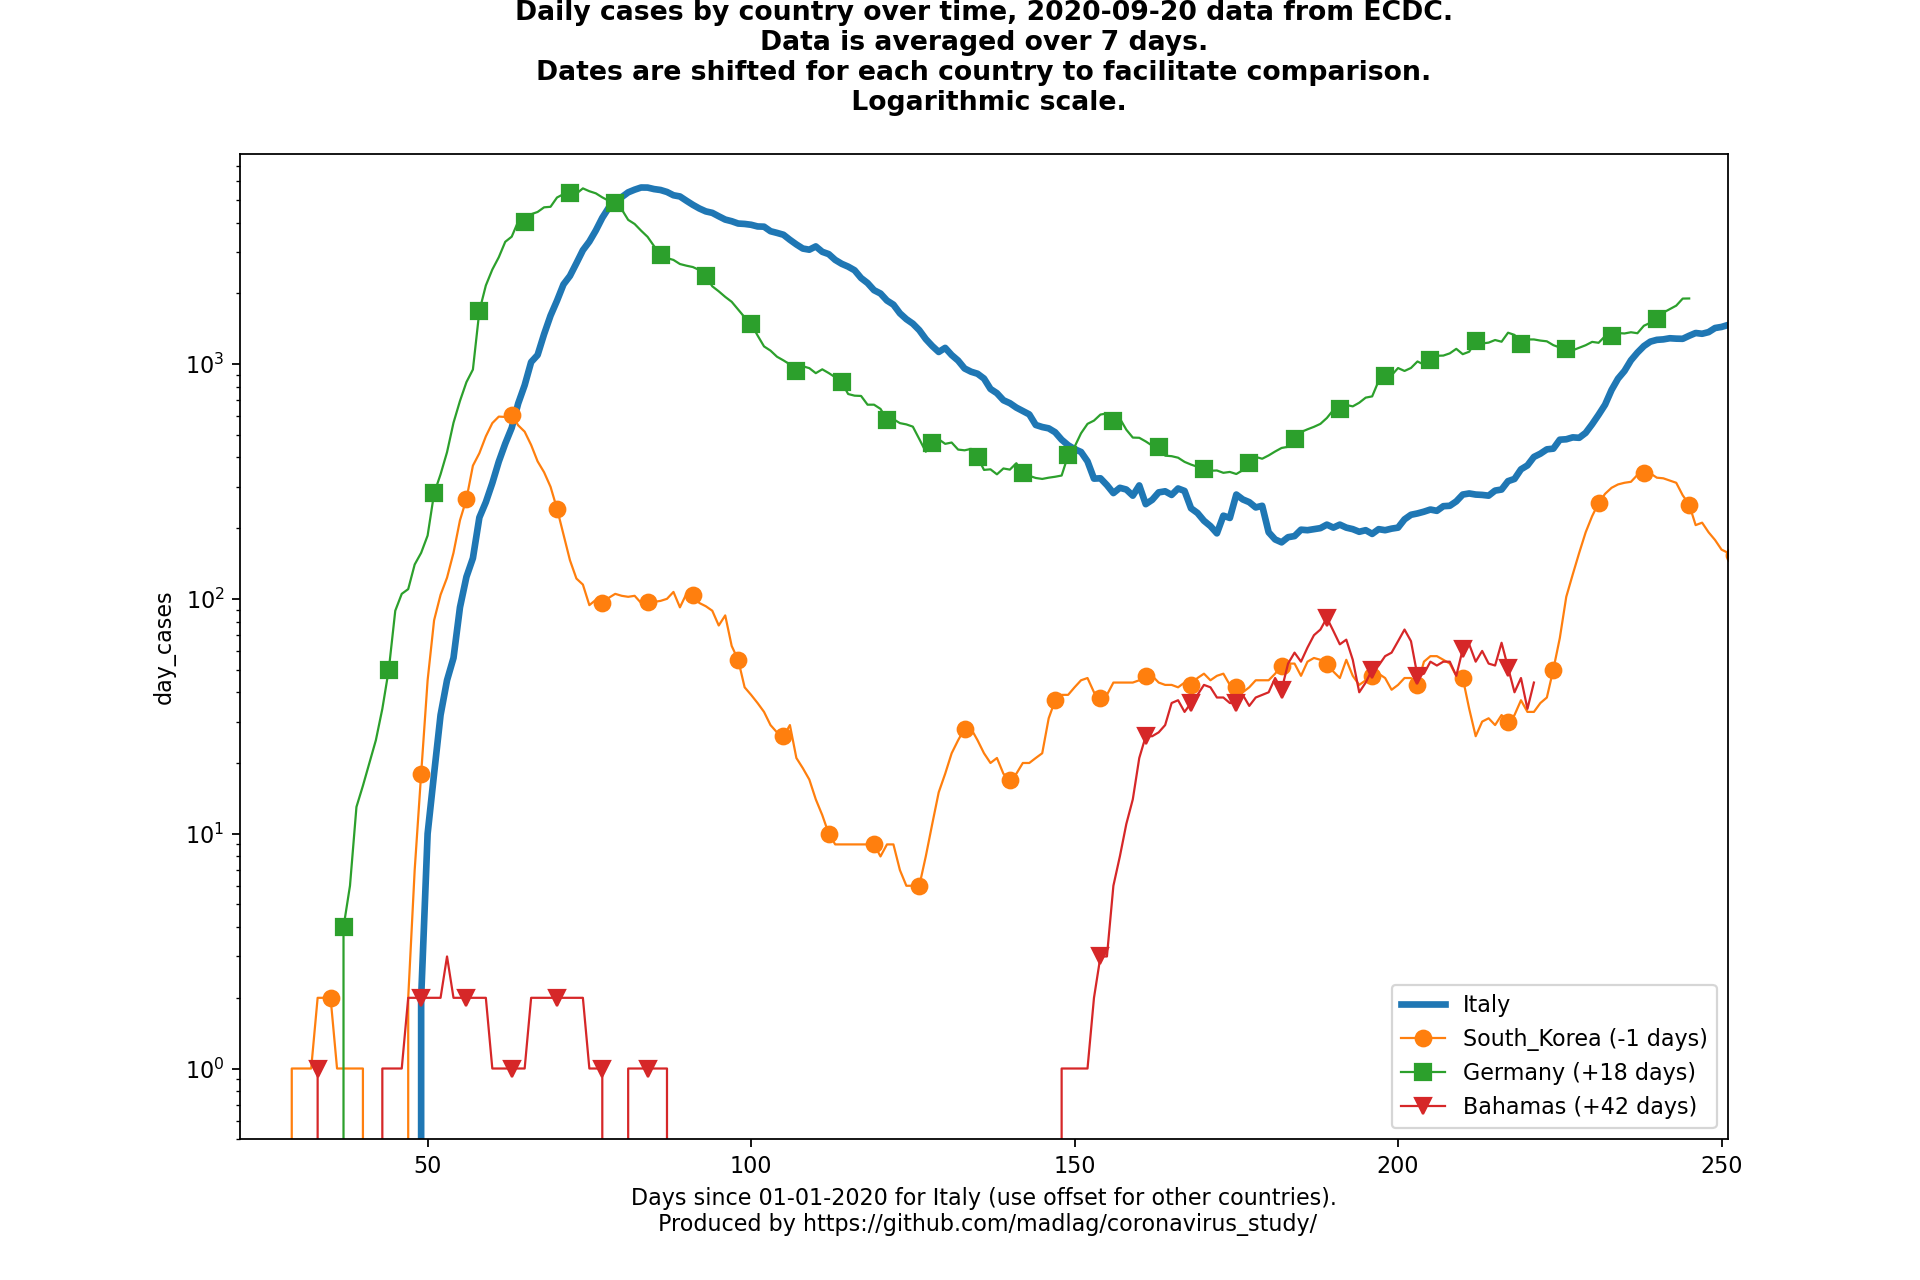 Daily cases by country over time, 2020-09-20 data from ECDC.
Data is averaged over 7 days.
Dates are shifted for each country to facilitate comparison.
Logarithmic scale.
10³
10²
10¹
10⁰
day_cases
50 100 150 200 250
Italy
South_Korea (-1 days)
Germany (+18 days)
Bahamas (+42 days)
Days since 01-01-2020 for Italy (use offset for other countries).
Produced by https://github.com/madlag/coronavirus_study/